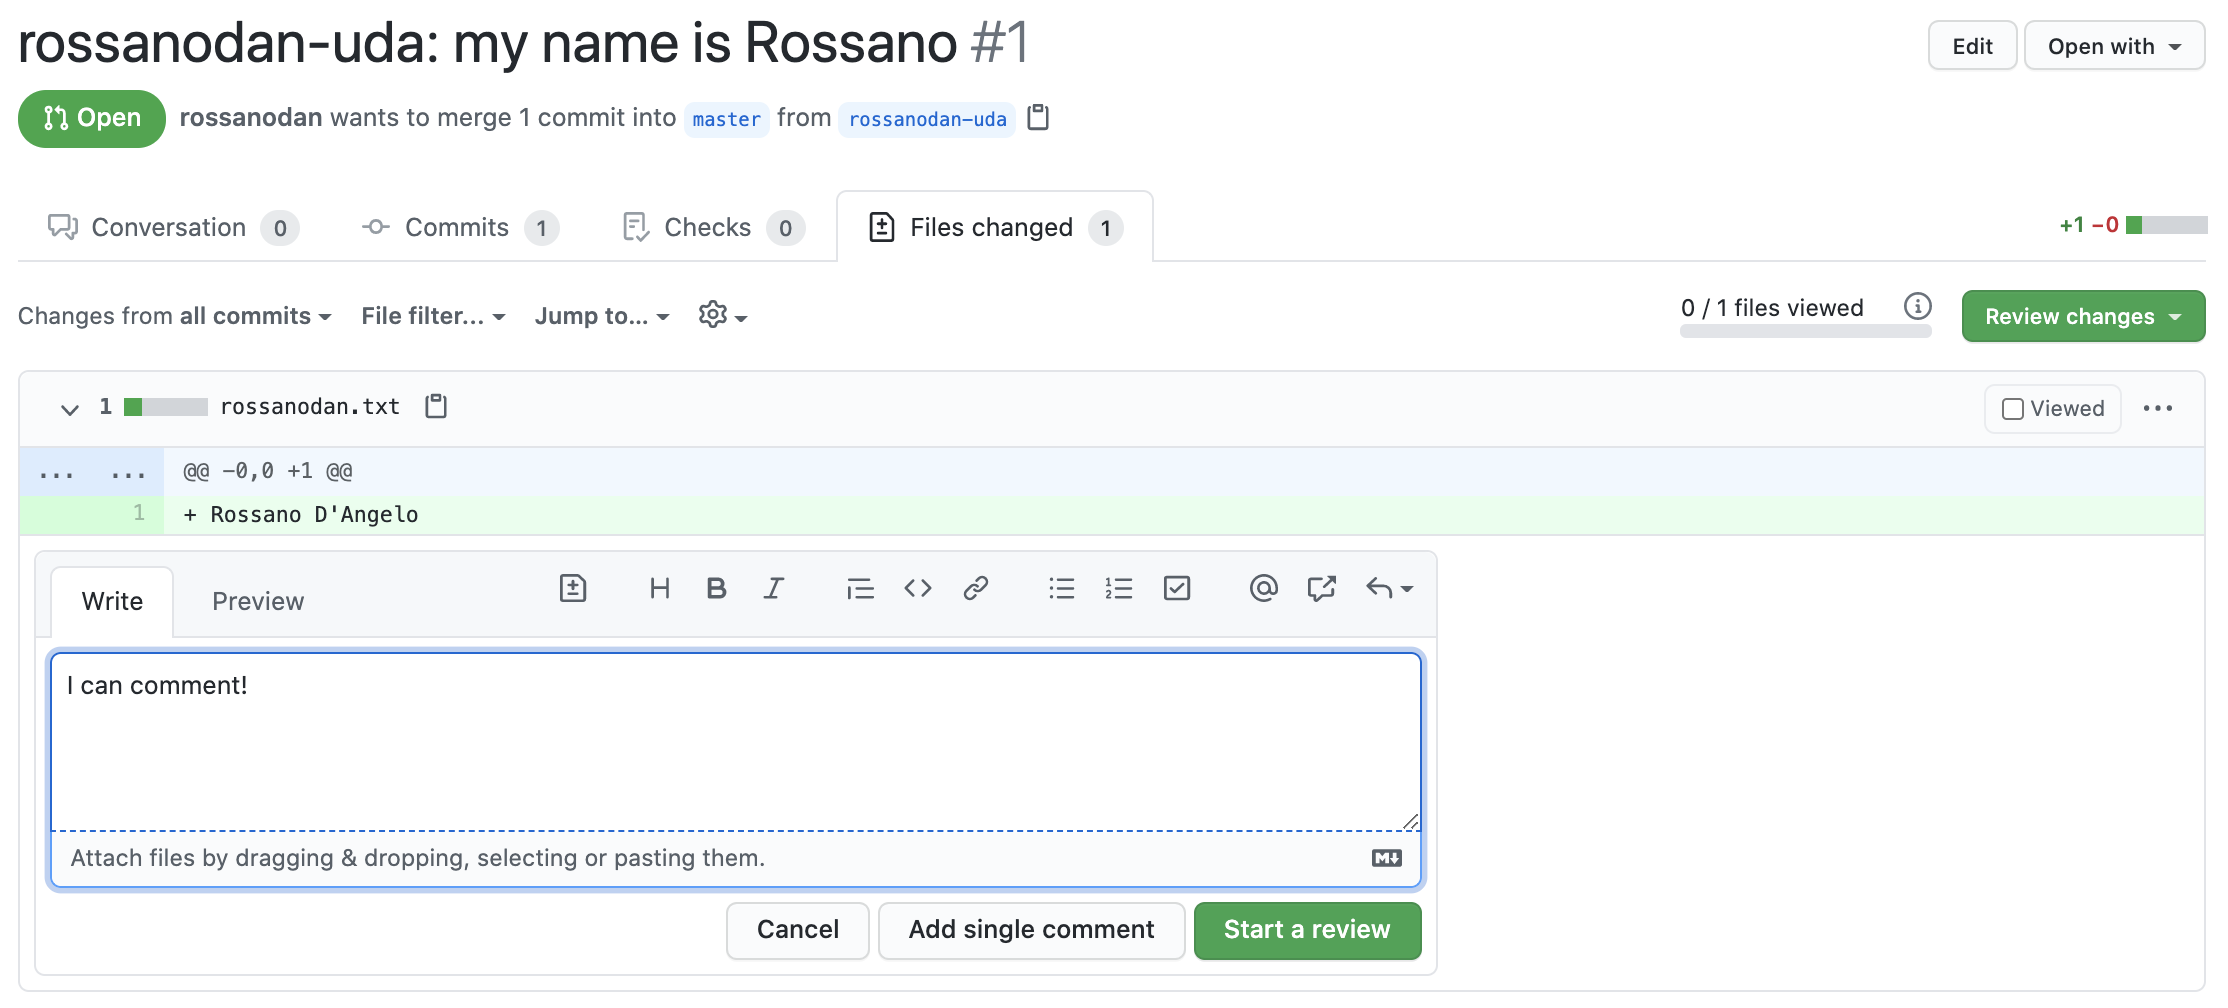 rossanodan-uda: my name is Rossano #1
Edit
Open with
Open
rossanodan wants to merge 1 commit into master from rossanodan-uda
Conversation 0
Commits 1
Checks 0
Files changed 1
+1 −0
Changes from all commits
File filter...
Jump to...
0 / 1 files viewed
Review changes
1 rossanodan.txt
Viewed
... ... @@ -0,0 +1 @@
1 + Rossano D'Angelo
Write
Preview
I can comment!
Attach files by dragging & dropping, selecting or pasting them.
Cancel
Add single comment
Start a review